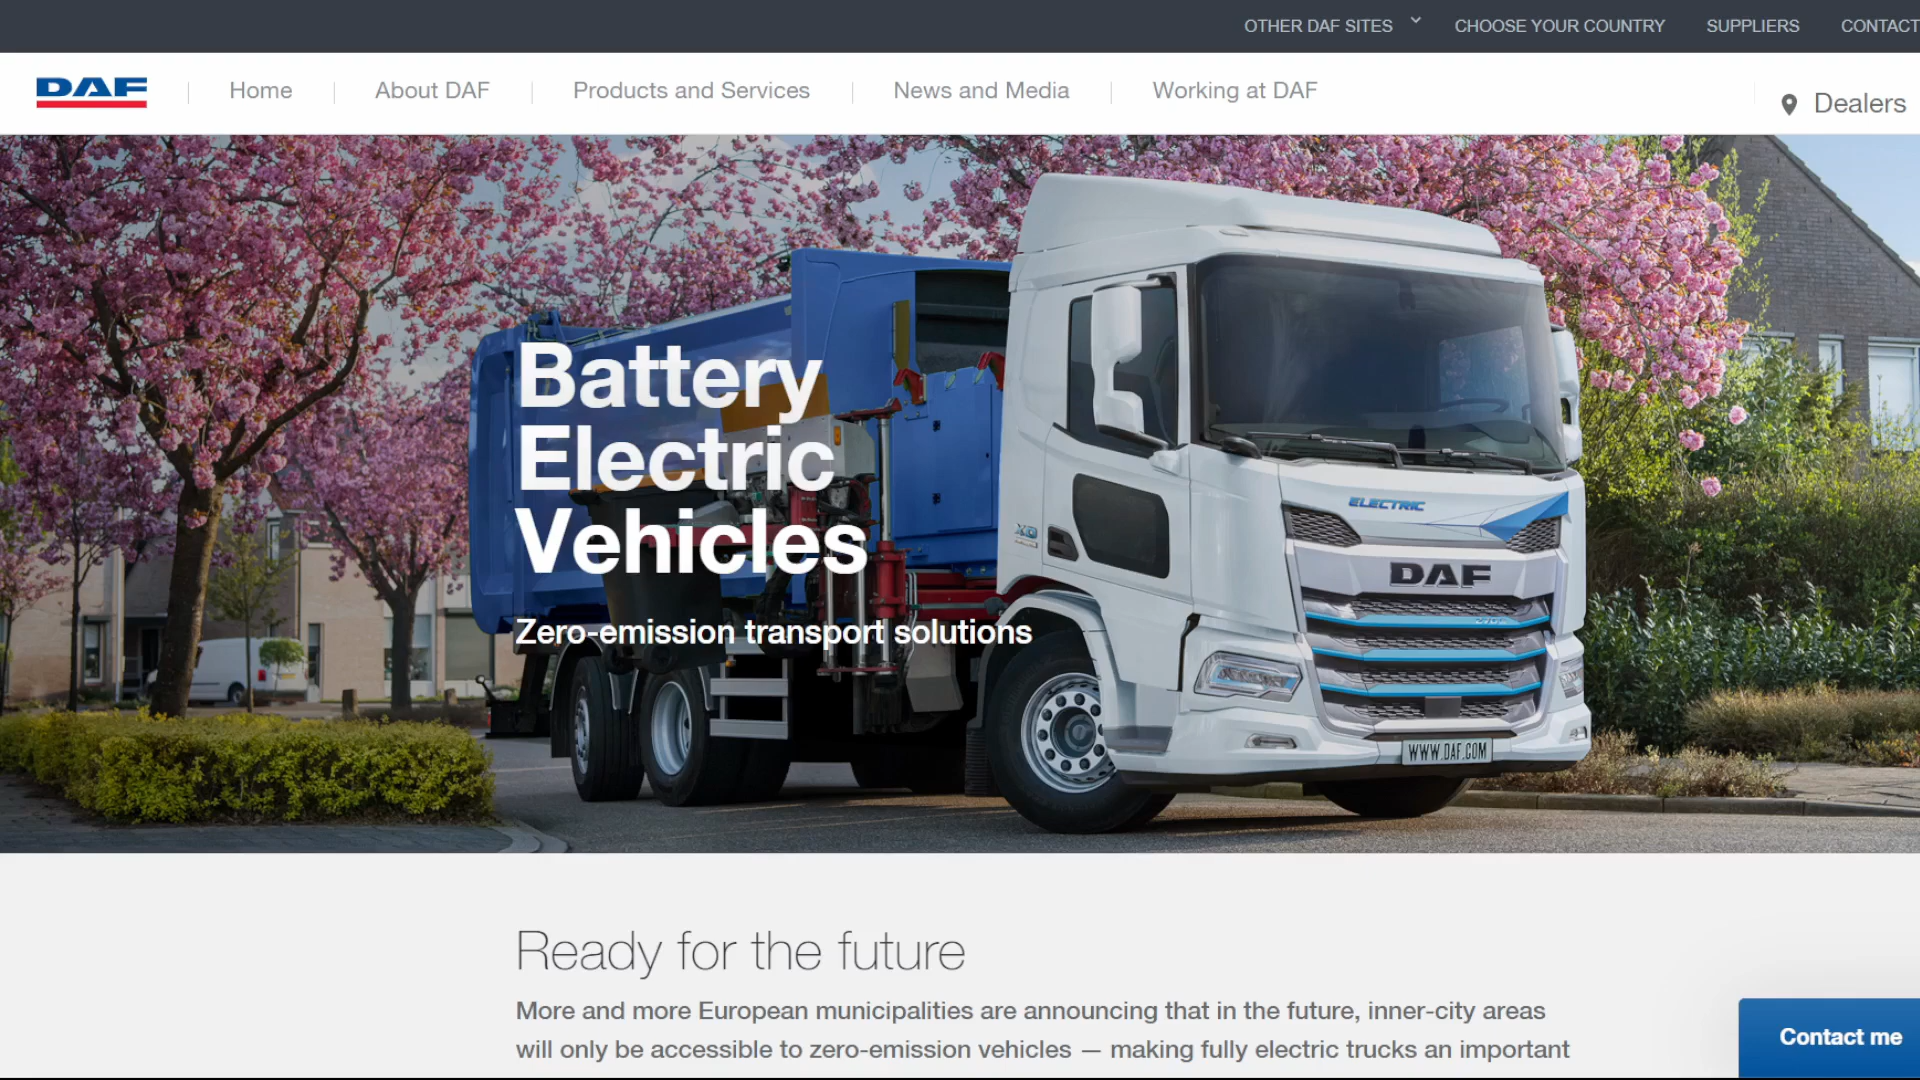 OTHER DAF SITES CHOOSE YOUR COUNTRY SUPPLIERS CONTACT
DAF Home About DAF Products and Services News and Media Working at DAF Dealers
Battery
Electric
Vehicles
Zero-emission transport solutions
ELECTRIC
XD
DAF
WWW.DAF.COM
Ready for the future
More and more European municipalities are announcing that in the future, inner-city areas
will only be accessible to zero-emission vehicles — making fully electric trucks an important
Contact me